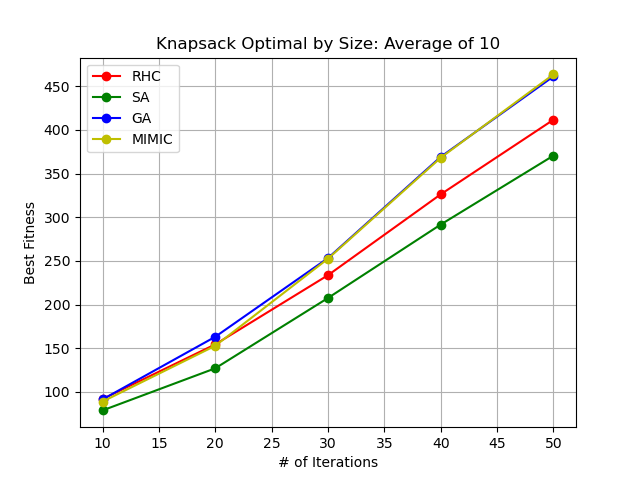 Knapsack Optimal by Size: Average of 10
RHC
SA
GA
MIMIC
Best Fitness
450
400
350
300
250
200
150
100
10 15 20 25 30 35 40 45 50
# of Iterations